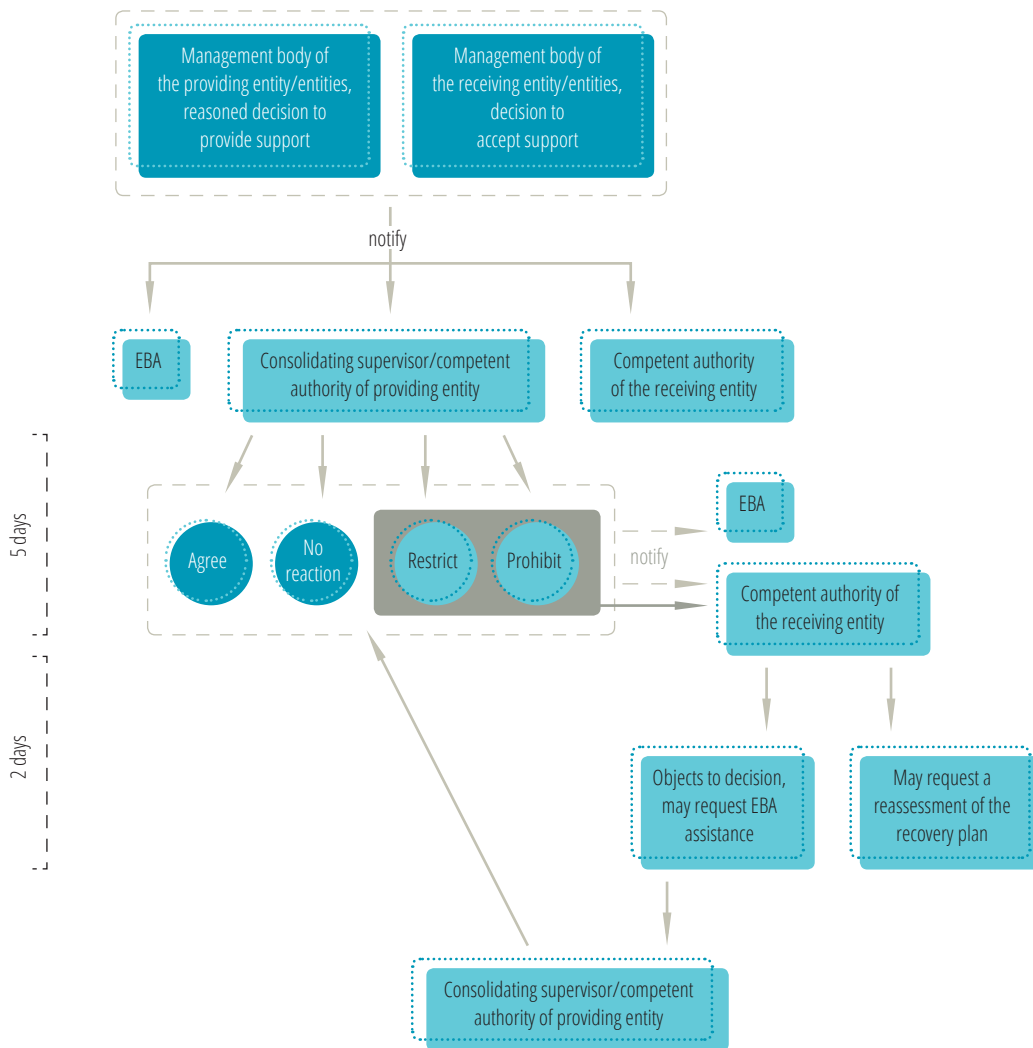 Management body of
the providing entity/entities,
reasoned decision to
provide support
Management body of
the receiving entity/entities,
decision to
accept support
notify
EBA
Consolidating supervisor/competent
authority of providing entity
Competent authority
of the receiving entity
5 days
Agree
No
reaction
Restrict
Prohibit
notify
EBA
Competent authority of
the receiving entity
2 days
Objects to decision,
may request EBA
assistance
May request a
reassessment of the
recovery plan
Consolidating supervisor/competent
authority of providing entity